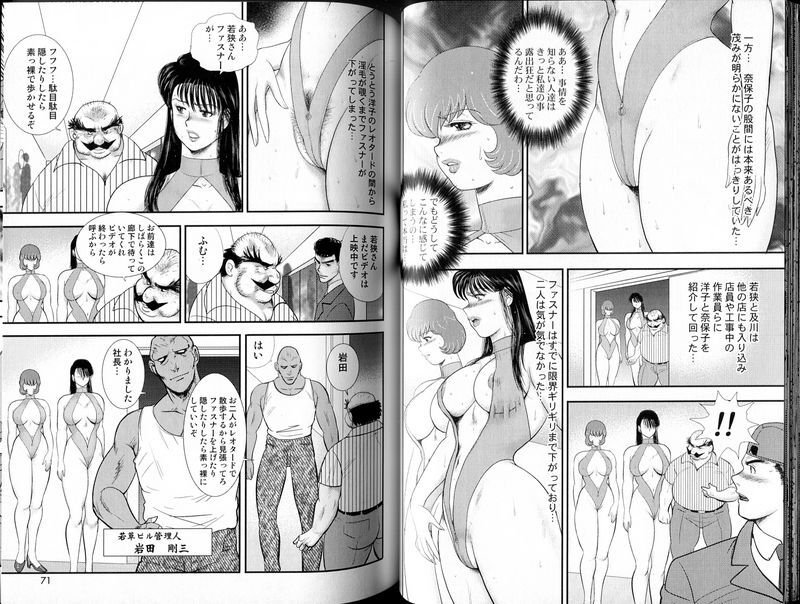 一方…奈保子の股間には本来あるべき
茂みが明らかにないことがはっきりしていた…
ああ…事情を
知らない人達は
きっと私達の事
露出狂だと思って
るんだわ…
でもどうして
こんなに感じて
しまうの…
若狭と及川は
他の店にも入り込み
店員や工事中の
作業員らに
洋子と奈保子を
紹介して回った…
ファスナーはすでに限界ギリギリまで下がっており…
二人は気が気でなかった…
!!
とうとう洋子のレオタードの間から
淫毛が覗くまでファスナーが
下がってしまった…
ああ…
若狭さん
ファスナー
が…
フフフ…駄目駄目
隠したりしたら
素っ裸で歩かせるぞ
若狭さん
まだビデオは
上映中です
ふむ…
お前達は
しばらくこの
廊下で待って
いてくれ
ビデオが
終わったら
呼ぶから
岩田
はい
お二人がレオタードで
散歩するから見張ってろ
ファスナーを上げたり
隠したりしたら素っ裸に
していいぞ
わかりました
社長…
若草ビル管理人
岩田 剛三
71